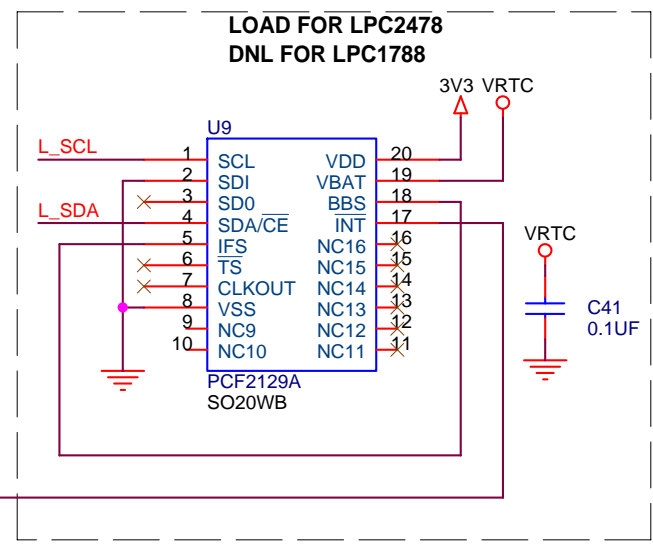 LOAD FOR LPC2478
DNL FOR LPC1788
3V3 VRTC
U9
L_SCL
1 SCL VDD 20
2 SDI VBAT 19
3 SD0 BBS 18
L_SDA
4 SDA/CE INT 17
5 IFS NC16 16
6 TS NC15 15
7 CLKOUT NC14 14
8 VSS NC13 13
9 NC9 NC12 12
10 NC10 NC11 11
PCF2129A
SO20WB
VRTC
C41
0.1UF